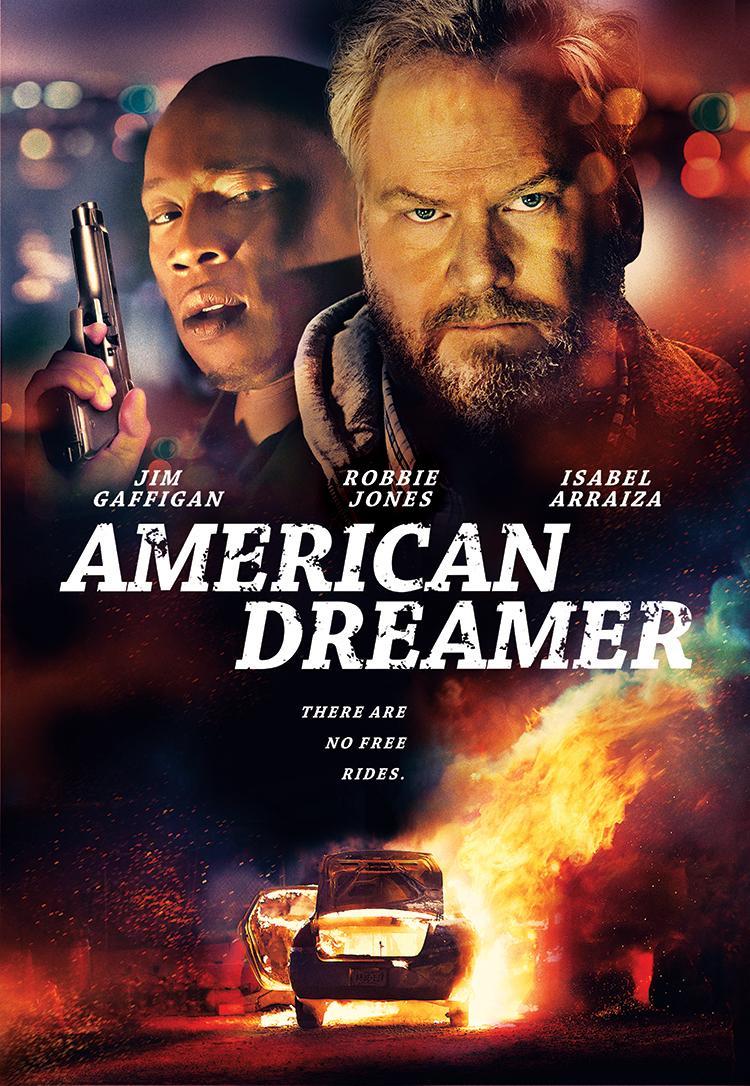 JIM
GAFFIGAN
ROBBIE
JONES
ISABEL
ARRAIZA
AMERICAN
DREAMER
THERE ARE
NO FREE
RIDES.